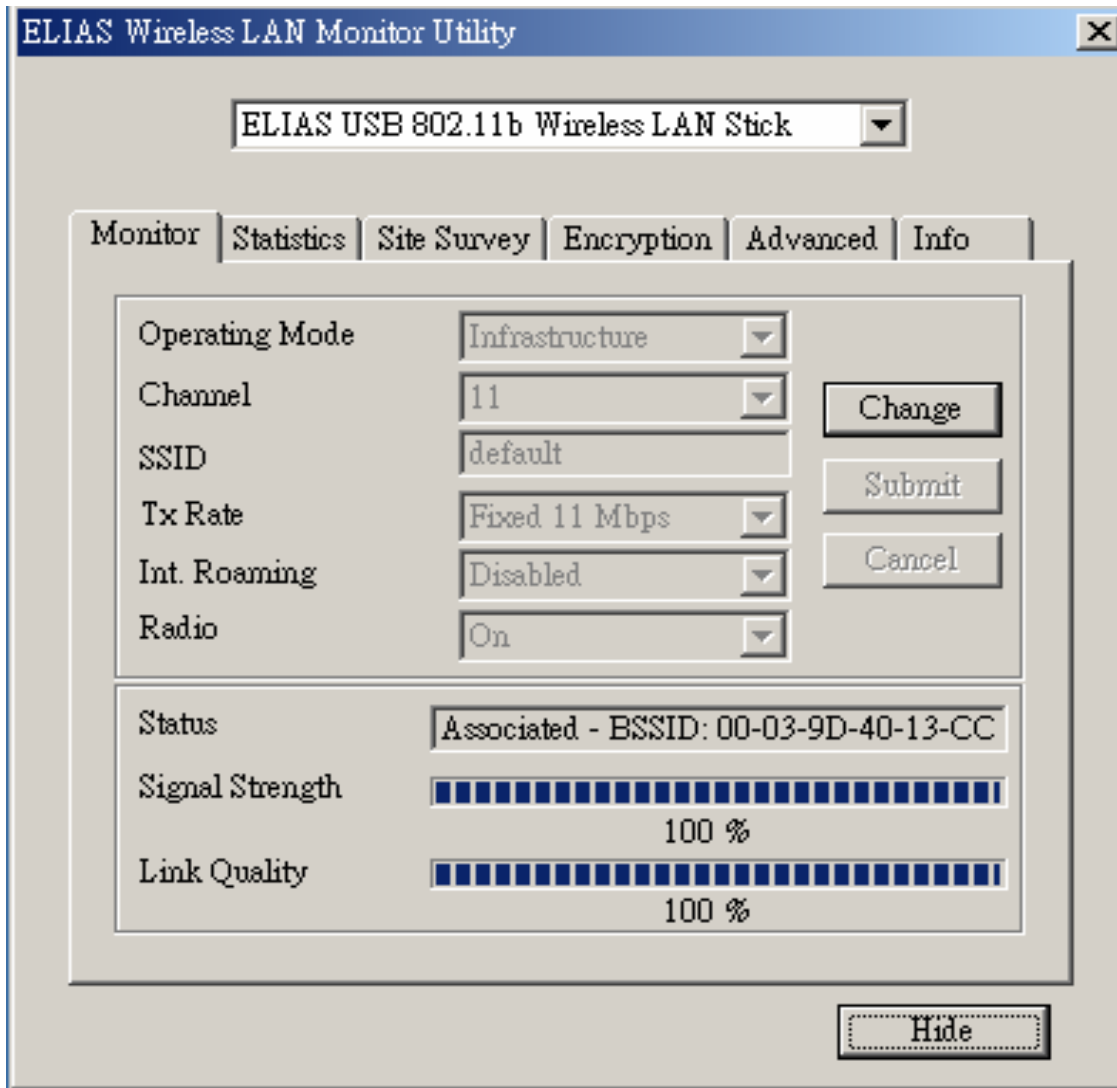 ELIAS Wireless LAN Monitor Utility
ELIAS USB 802.11b Wireless LAN Stick
Monitor Statistics Site Survey Encryption Advanced Info
Operating Mode Infrastructure
Channel 11 Change
SSID default Submit
Tx Rate Fixed 11 Mbps
Int. Roaming Disabled Cancel
Radio On
Status Associated - BSSID: 00-03-9D-40-13-CC
Signal Strength
100 %
Link Quality
100 %
Hide